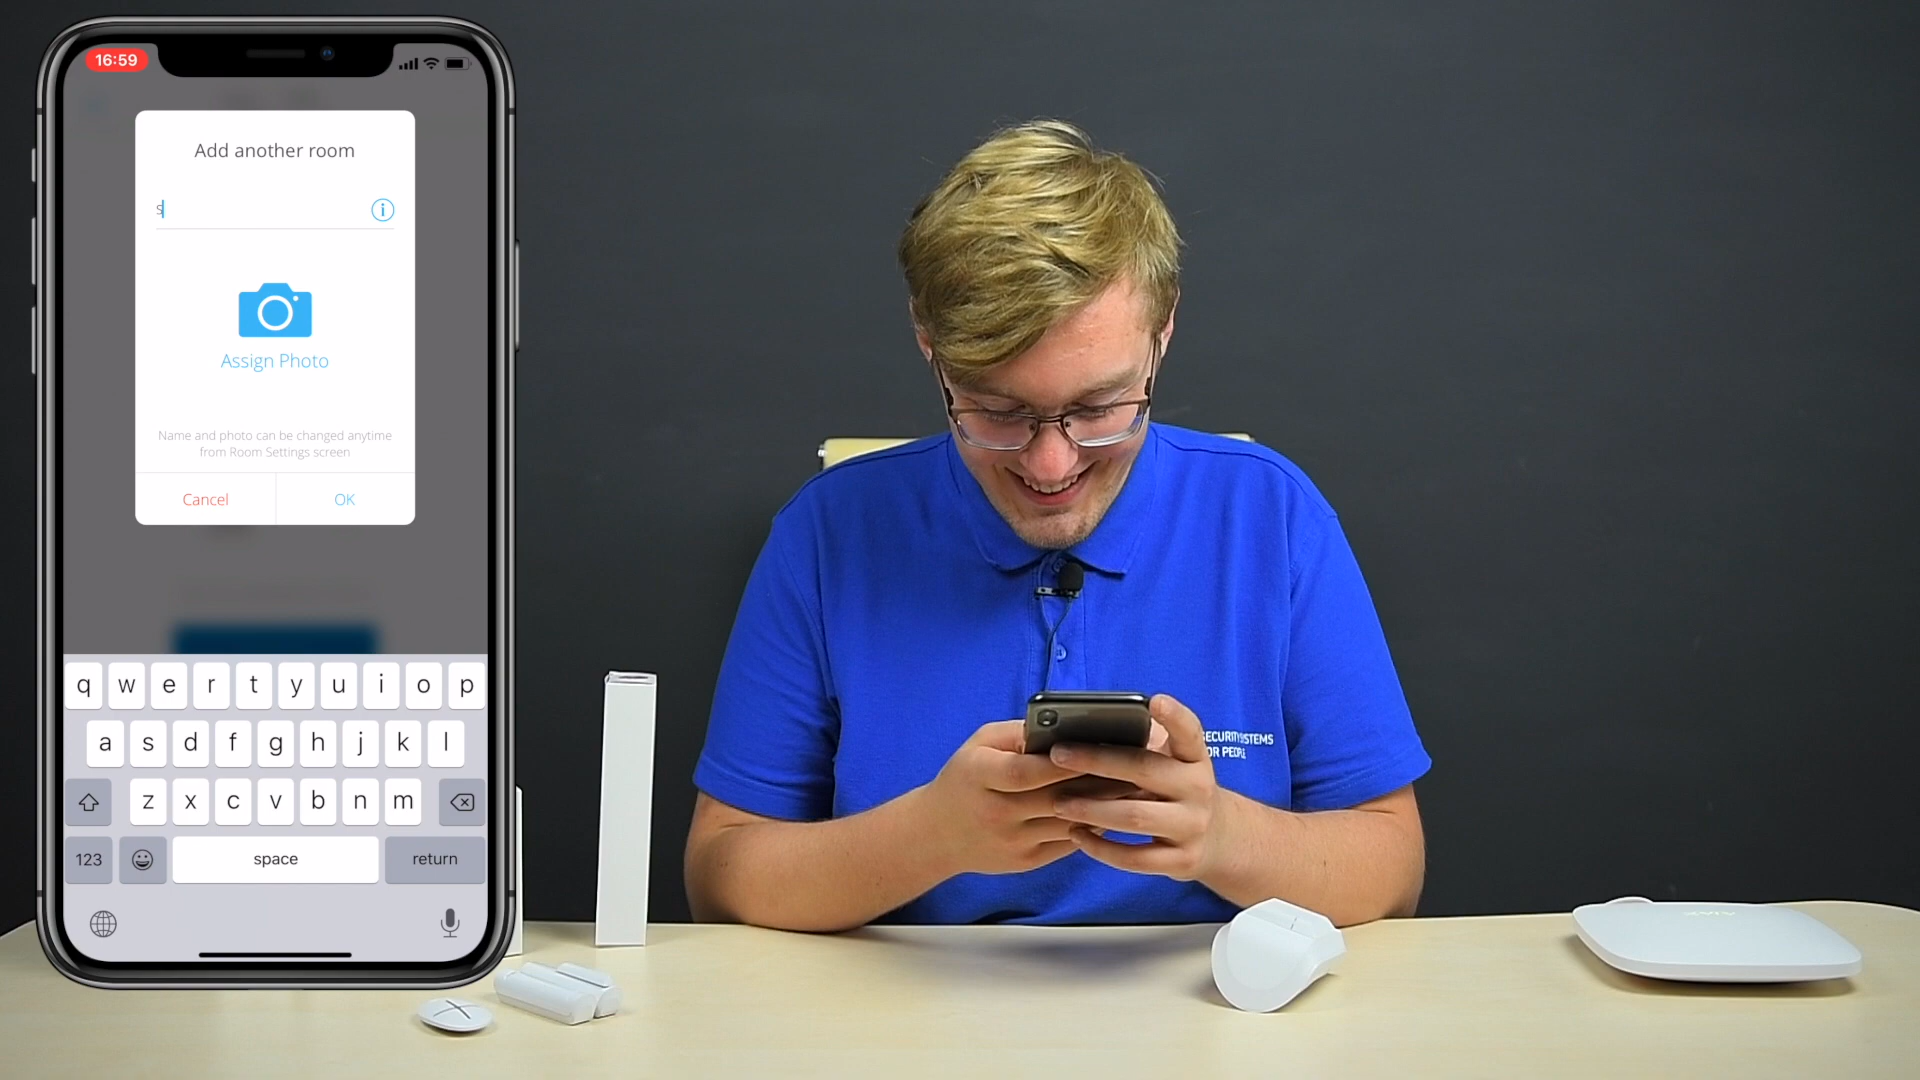 16:59
Add another room
s
Assign Photo
Name and photo can be changed anytime
from Room Settings screen
Cancel
OK
q w e r t y u i o p
a s d f g h j k l
z x c v b n m
123
space
return
AJAX